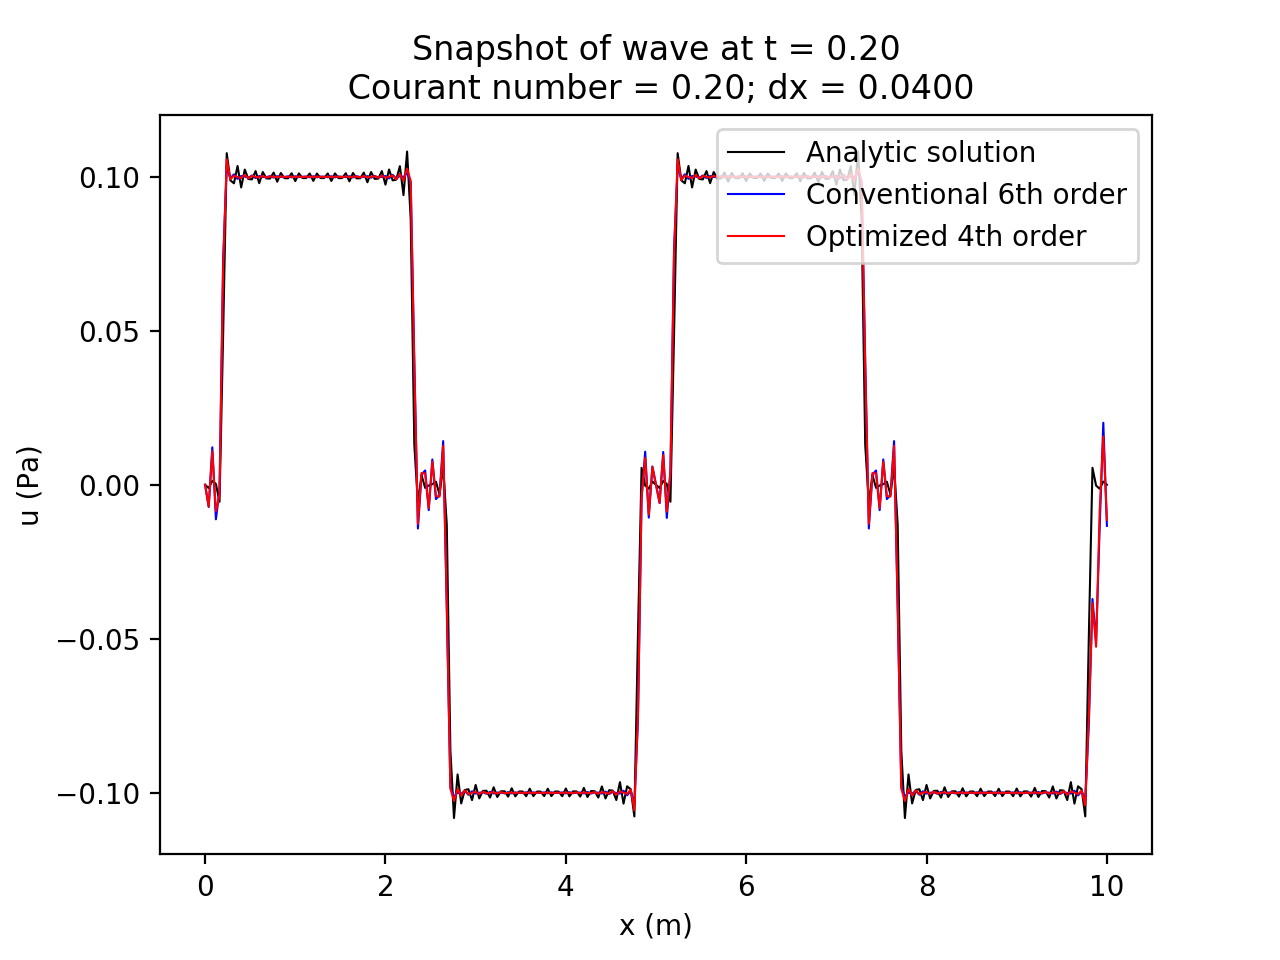 Snapshot of wave at t = 0.20
Courant number = 0.20; dx = 0.0400
Analytic solution
Conventional 6th order
Optimized 4th order
0.10
0.05
0.00
−0.05
−0.10
u (Pa)
0 2 4 6 8 10
x (m)